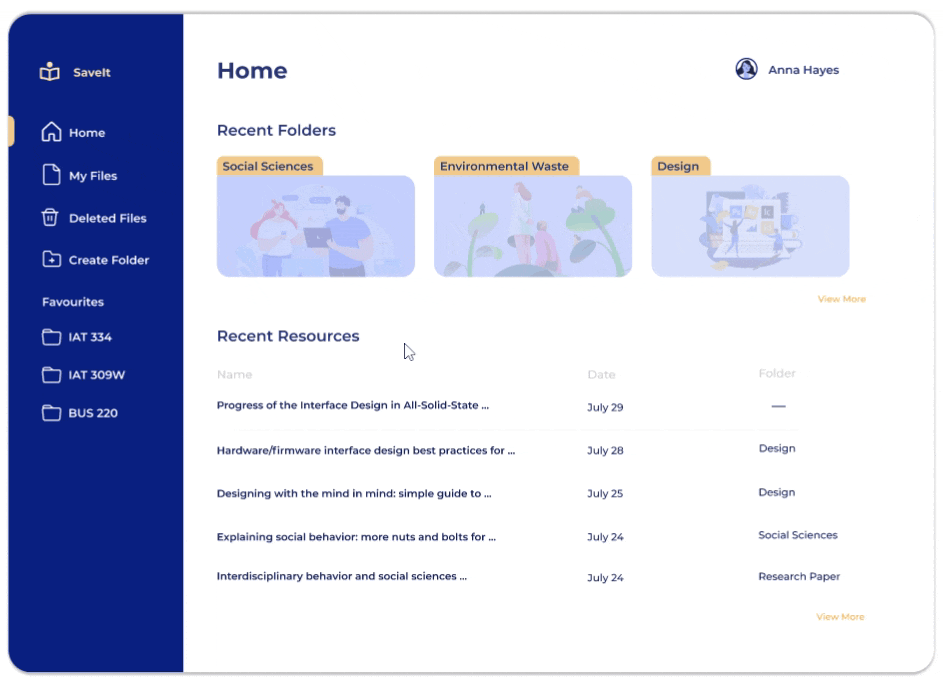 SaveIt
Home
My Files
Deleted Files
Create Folder
Favourites
IAT 334
IAT 309W
BUS 220
Home
Anna Hayes
Recent Folders
Social Sciences
Environmental Waste
Design
View More
Recent Resources
Name Date Folder
Progress of the Interface Design in All-Solid-State ... July 29 —
Hardware/firmware interface design best practices for ... July 28 Design
Designing with the mind in mind: simple guide to ... July 25 Design
Explaining social behavior: more nuts and bolts for ... July 24 Social Sciences
Interdisciplinary behavior and social sciences ... July 24 Research Paper
View More